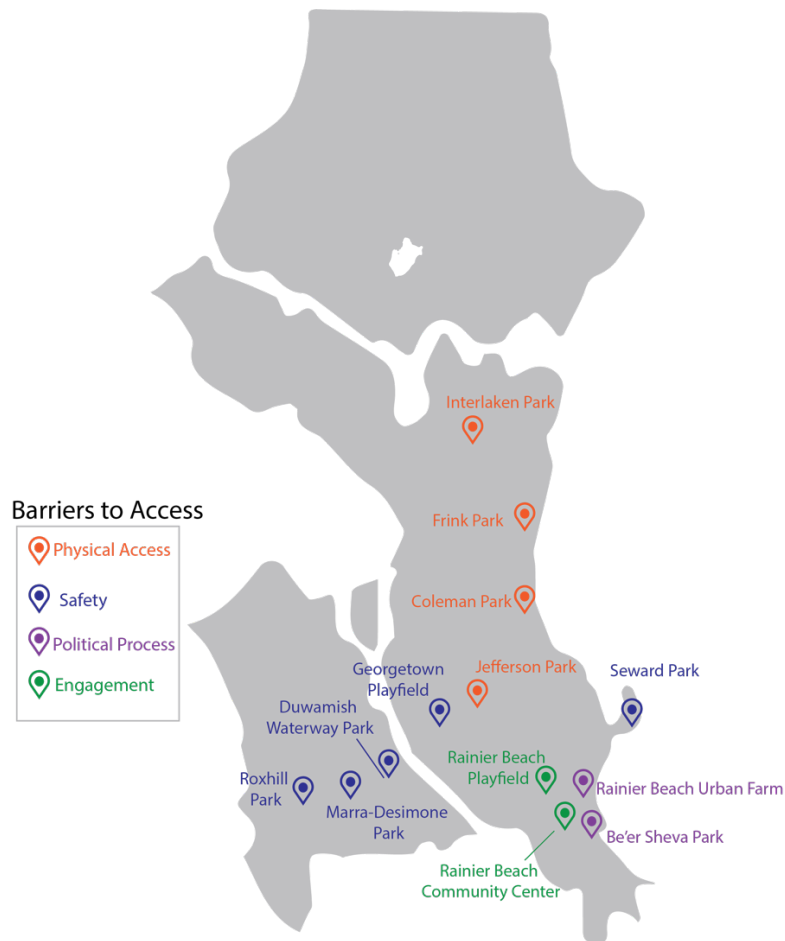 Interlaken Park
Frink Park
Barriers to Access
Physical Access
Safety
Political Process
Engagement
Coleman Park
Georgetown
Playfield
Jefferson Park
Seward Park
Duwamish
Waterway Park
Roxhill
Park
Marra-Desimone
Park
Rainier Beach
Playfield
Rainier Beach Urban Farm
Be'er Sheva Park
Rainier Beach
Community Center